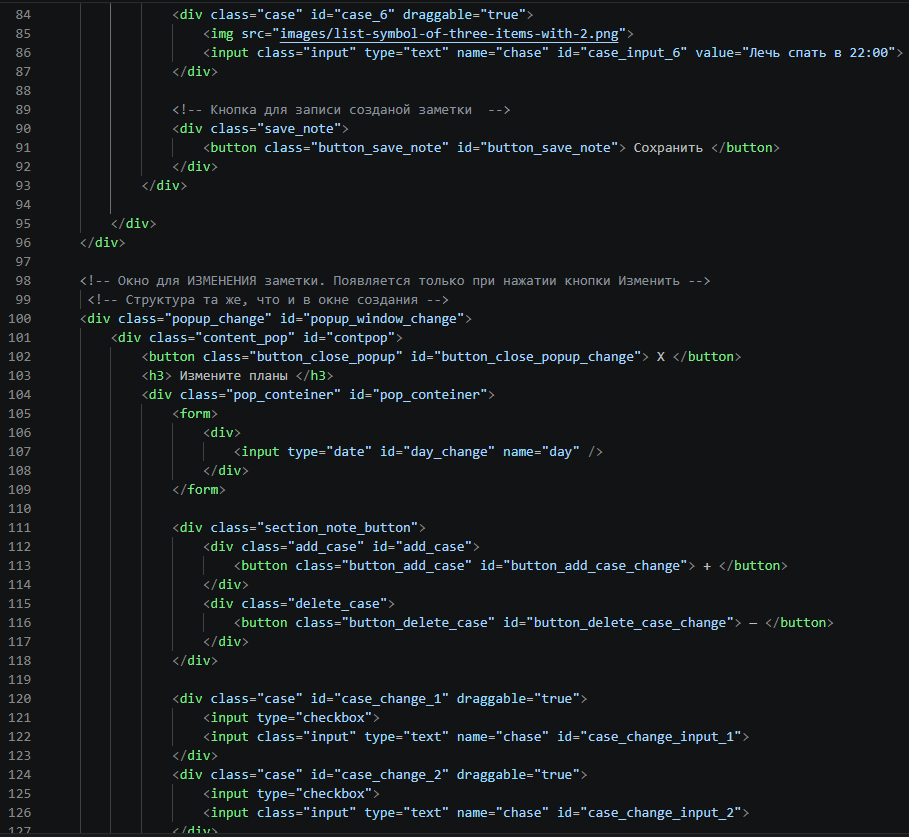 84 <div class="case" id="case_6" draggable="true">
85 <img src="images/list-symbol-of-three-items-with-2.png">
86 <input class="input" type="text" name="chase" id="case_input_6" value="Лечь спать в 22:00">
87 </div>
88
89 <!-- Кнопка для записи созданой заметки  -->
90 <div class="save_note">
91 <button class="button_save_note" id="button_save_note"> Сохранить </button>
92 </div>
93 </div>
94
95 </div>
96 </div>
97
98 <!-- Окно для ИЗМЕНЕНИЯ заметки. Появляется только при нажатии кнопки Изменить -->
99 <!-- Структура та же, что и в окне создания -->
100 <div class="popup_change" id="popup_window_change">
101 <div class="content_pop" id="contpop">
102 <button class="button_close_popup" id="button_close_popup_change"> X </button>
103 <h3> Измените планы </h3>
104 <div class="pop_conteiner" id="pop_conteiner">
105 <form>
106 <div>
107 <input type="date" id="day_change" name="day" />
108 </div>
109 </form>
110
111 <div class="section_note_button">
112 <div class="add_case" id="add_case">
113 <button class="button_add_case" id="button_add_case_change"> + </button>
114 </div>
115 <div class="delete_case">
116 <button class="button_delete_case" id="button_delete_case_change"> — </button>
117 </div>
118 </div>
119
120 <div class="case" id="case_change_1" draggable="true">
121 <input type="checkbox">
122 <input class="input" type="text" name="chase" id="case_change_input_1">
123 </div>
124 <div class="case" id="case_change_2" draggable="true">
125 <input type="checkbox">
126 <input class="input" type="text" name="chase" id="case_change_input_2">
127 </div>